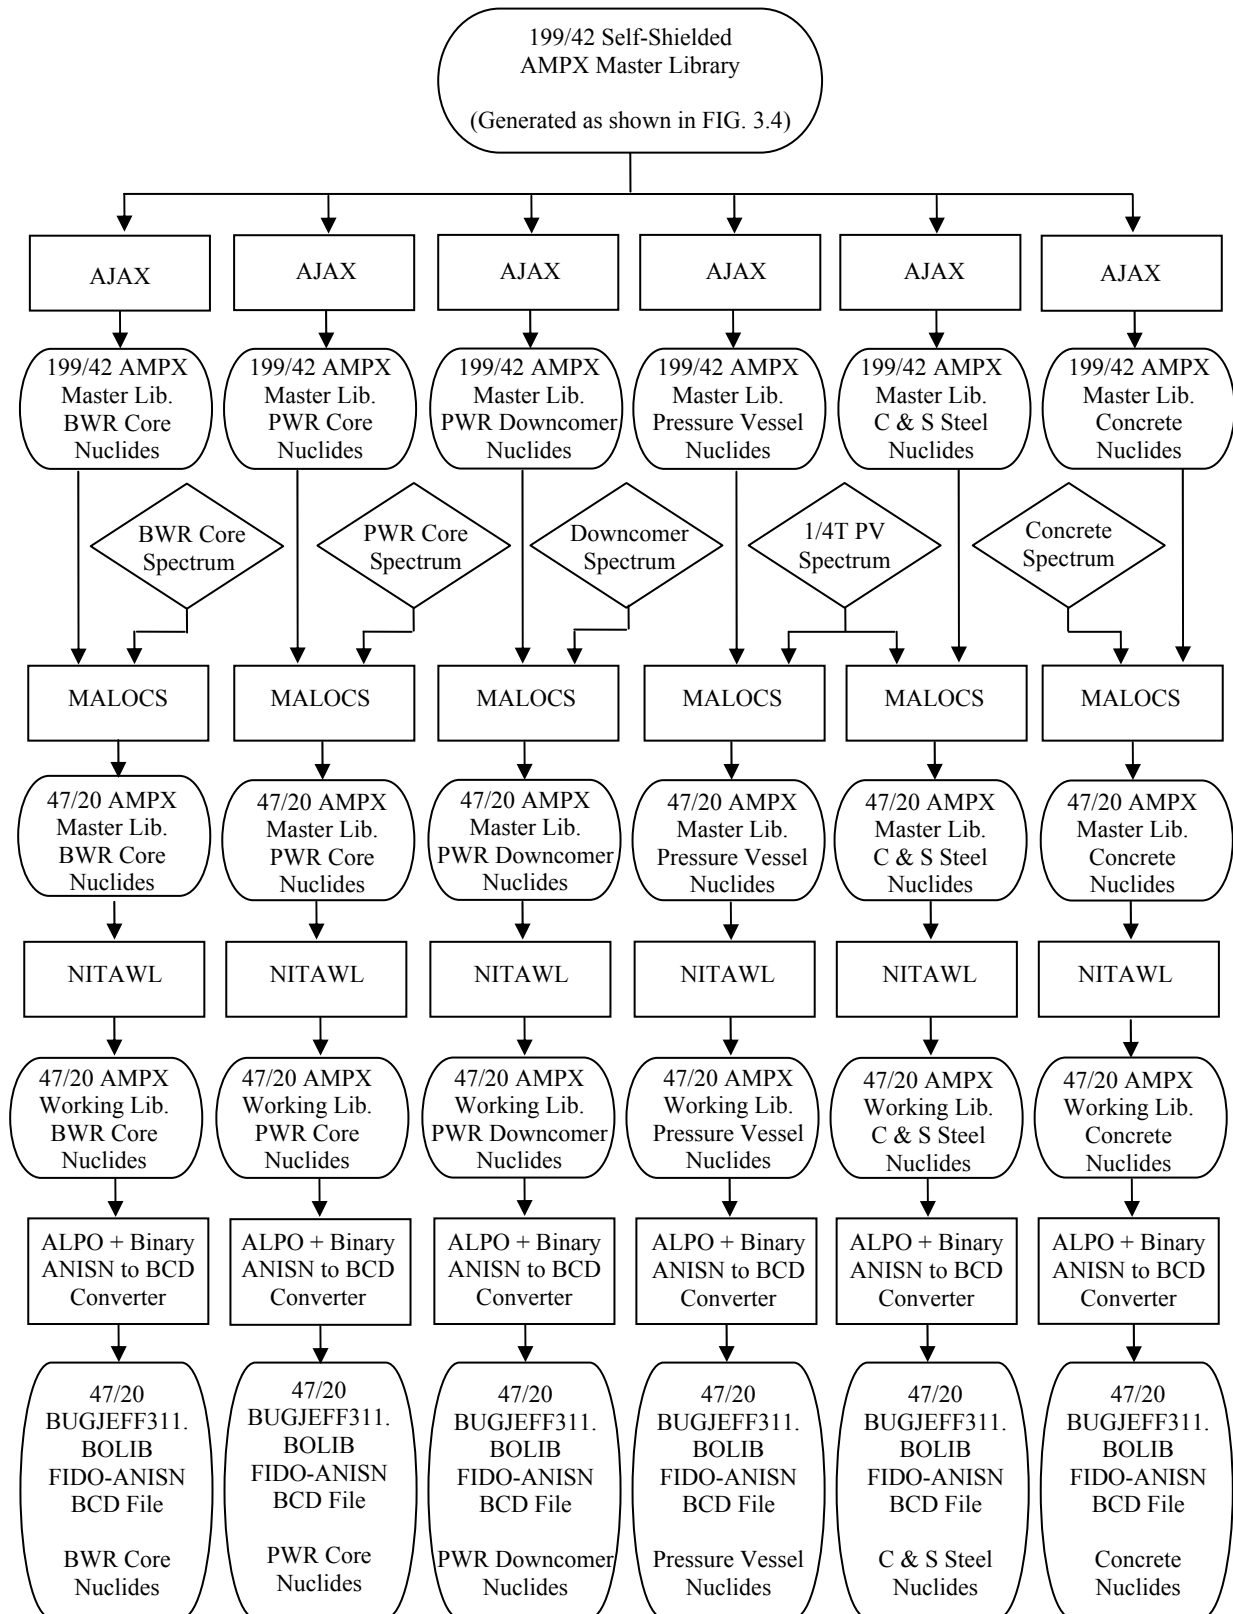 199/42 Self-Shielded
AMPX Master Library
(Generated as shown in FIG. 3.4)
AJAX
AJAX
AJAX
AJAX
AJAX
AJAX
199/42 AMPX
Master Lib.
BWR Core
Nuclides
199/42 AMPX
Master Lib.
PWR Core
Nuclides
199/42 AMPX
Master Lib.
PWR Downcomer
Nuclides
199/42 AMPX
Master Lib.
Pressure Vessel
Nuclides
199/42 AMPX
Master Lib.
C & S Steel
Nuclides
199/42 AMPX
Master Lib.
Concrete
Nuclides
BWR Core
Spectrum
PWR Core
Spectrum
Downcomer
Spectrum
1/4T PV
Spectrum
Concrete
Spectrum
MALOCS
MALOCS
MALOCS
MALOCS
MALOCS
MALOCS
47/20 AMPX
Master Lib.
BWR Core
Nuclides
47/20 AMPX
Master Lib.
PWR Core
Nuclides
47/20 AMPX
Master Lib.
PWR Downcomer
Nuclides
47/20 AMPX
Master Lib.
Pressure Vessel
Nuclides
47/20 AMPX
Master Lib.
C & S Steel
Nuclides
47/20 AMPX
Master Lib.
Concrete
Nuclides
NITAWL
NITAWL
NITAWL
NITAWL
NITAWL
NITAWL
47/20 AMPX
Working Lib.
BWR Core
Nuclides
47/20 AMPX
Working Lib.
PWR Core
Nuclides
47/20 AMPX
Working Lib.
PWR Downcomer
Nuclides
47/20 AMPX
Working Lib.
Pressure Vessel
Nuclides
47/20 AMPX
Working Lib.
C & S Steel
Nuclides
47/20 AMPX
Working Lib.
Concrete
Nuclides
ALPO + Binary
ANISN to BCD
Converter
ALPO + Binary
ANISN to BCD
Converter
ALPO + Binary
ANISN to BCD
Converter
ALPO + Binary
ANISN to BCD
Converter
ALPO + Binary
ANISN to BCD
Converter
ALPO + Binary
ANISN to BCD
Converter
47/20
BUGJEFF311.
BOLIB
FIDO-ANISN
BCD File
BWR Core
Nuclides
47/20
BUGJEFF311.
BOLIB
FIDO-ANISN
BCD File
PWR Core
Nuclides
47/20
BUGJEFF311.
BOLIB
FIDO-ANISN
BCD File
PWR Downcomer
Nuclides
47/20
BUGJEFF311.
BOLIB
FIDO-ANISN
BCD File
Pressure Vessel
Nuclides
47/20
BUGJEFF311.
BOLIB
FIDO-ANISN
BCD File
C & S Steel
Nuclides
47/20
BUGJEFF311.
BOLIB
FIDO-ANISN
BCD File
Concrete
Nuclides